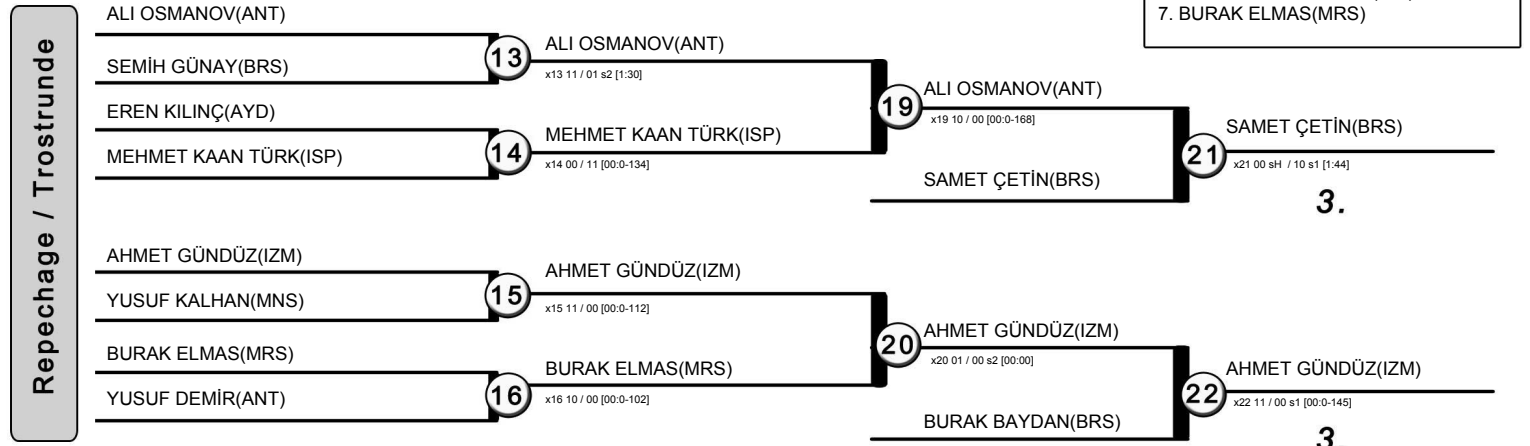 7. BURAK ELMAS(MRS)
Repechage / Trostrunde
ALI OSMANOV(ANT)
SEMİH GÜNAY(BRS)
13
ALI OSMANOV(ANT)
x13 11 / 01 s2 [1:30]
EREN KILINÇ(AYD)
MEHMET KAAN TÜRK(ISP)
14
MEHMET KAAN TÜRK(ISP)
x14 00 / 11 [00:0-134]
19
ALI OSMANOV(ANT)
x19 10 / 00 [00:0-168]
SAMET ÇETİN(BRS)
21
SAMET ÇETİN(BRS)
x21 00 sH / 10 s1 [1:44]
3.
AHMET GÜNDÜZ(IZM)
YUSUF KALHAN(MNS)
15
AHMET GÜNDÜZ(IZM)
x15 11 / 00 [00:0-112]
BURAK ELMAS(MRS)
YUSUF DEMİR(ANT)
16
BURAK ELMAS(MRS)
x16 10 / 00 [00:0-102]
20
AHMET GÜNDÜZ(IZM)
x20 01 / 00 s2 [00:00]
BURAK BAYDAN(BRS)
22
AHMET GÜNDÜZ(IZM)
x22 11 / 00 s1 [00:0-145]
3